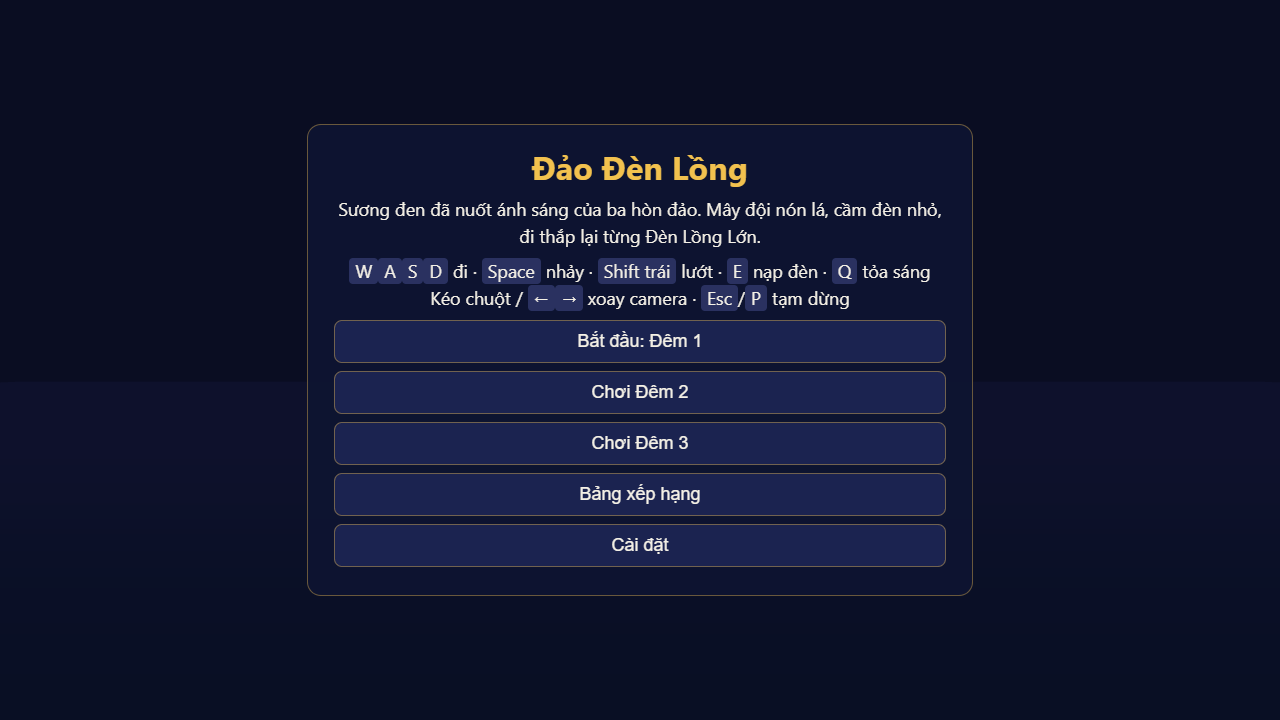 Đảo Đèn Lồng
Sương đen đã nuốt ánh sáng của ba hòn đảo. Mây đội nón lá, cầm đèn nhỏ,
đi thắp lại từng Đèn Lồng Lớn.
W A S D đi · Space nhảy · Shift trái lướt · E nạp đèn · Q tỏa sáng
Kéo chuột / ← → xoay camera · Esc / P tạm dừng
Bắt đầu: Đêm 1
Chơi Đêm 2
Chơi Đêm 3
Bảng xếp hạng
Cài đặt